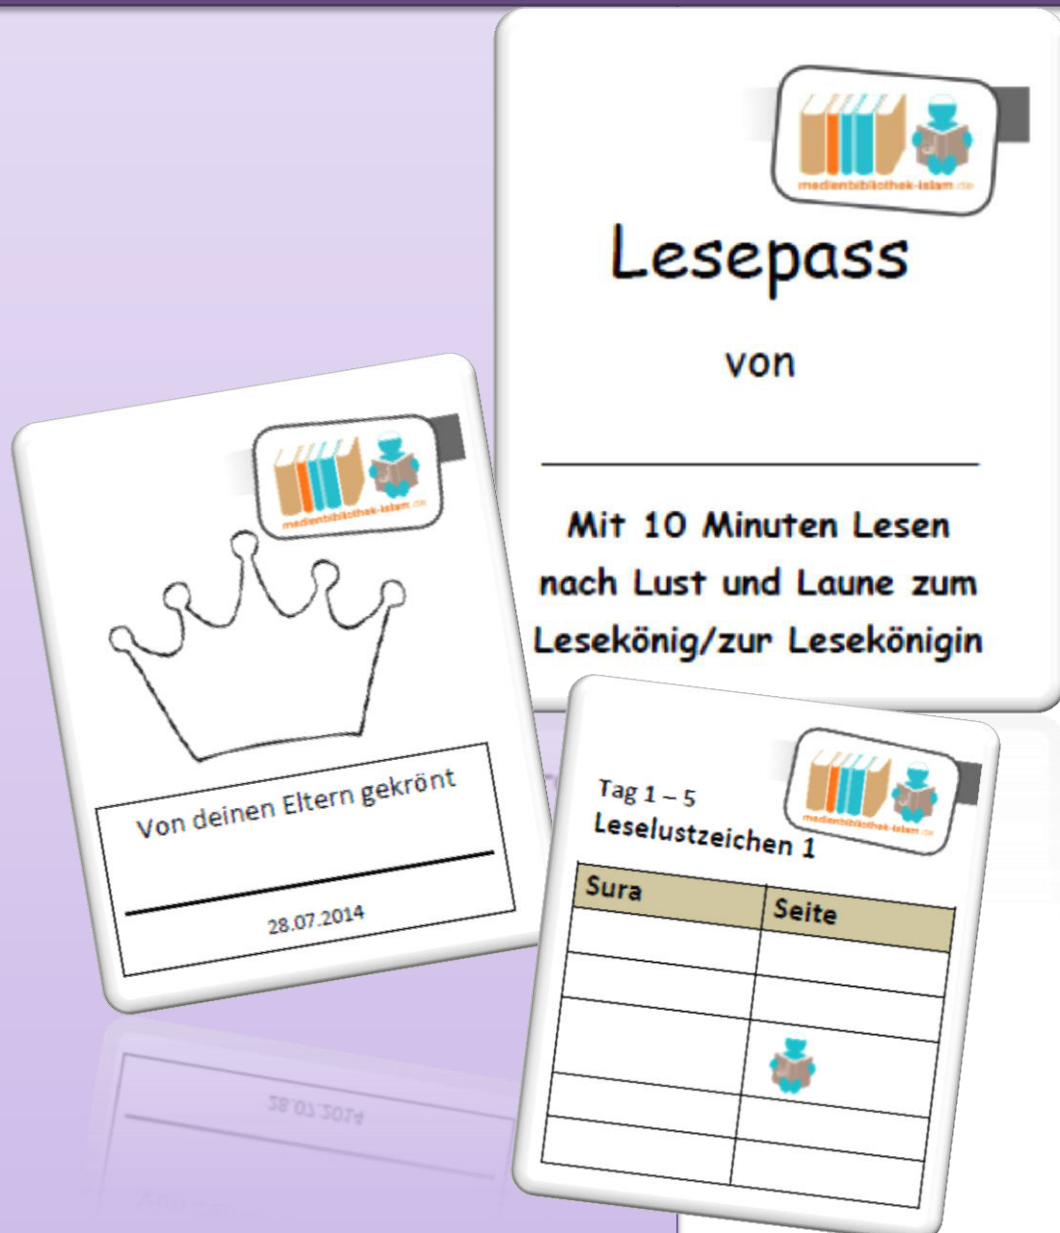 medienbibliothek-islam.de
Lesepass
von
Mit 10 Minuten Lesen
nach Lust und Laune zum
Lesekönig/zur Lesekönigin
medienbibliothek-islam.de
Von deinen Eltern gekrönt
28.07.2014
Tag 1 – 5
Leselustzeichen 1
medienbibliothek-islam.de
Sura Seite